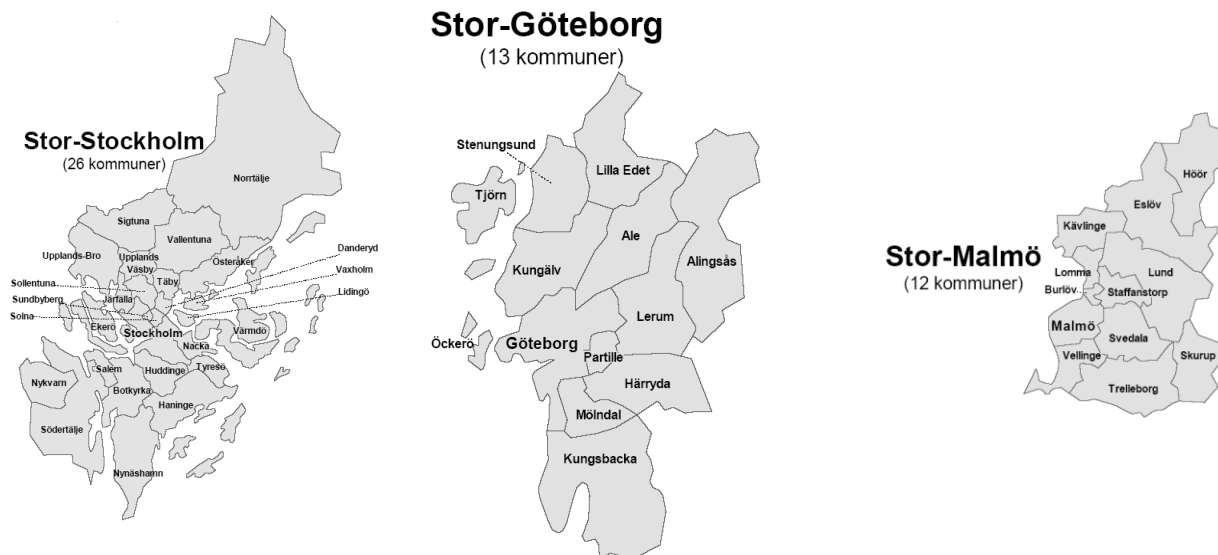 Stor-Stockholm
(26 kommuner)
Norrtälje
Sigtuna
Vallentuna
Upplands-Bro
Upplands
Väsby
Österåker
Danderyd
Täby
Vaxholm
Sollentuna
Järfälla
Lidingö
Sundbyberg
Solna
Ekerö
Stockholm
Värmdö
Nacka
Salem
Huddinge
Tyresö
Nykvarn
Botkyrka
Haninge
Södertälje
Nynäshamn
Stor-Göteborg
(13 kommuner)
Stenungsund
Lilla Edet
Tjörn
Ale
Kungälv
Alingsås
Lerum
Öckerö
Göteborg
Partille
Härryda
Mölndal
Kungsbacka
Stor-Malmö
(12 kommuner)
Höör
Eslöv
Kävlinge
Lomma
Lund
Burlöv
Staffanstorp
Malmö
Svedala
Vellinge
Skurup
Trelleborg